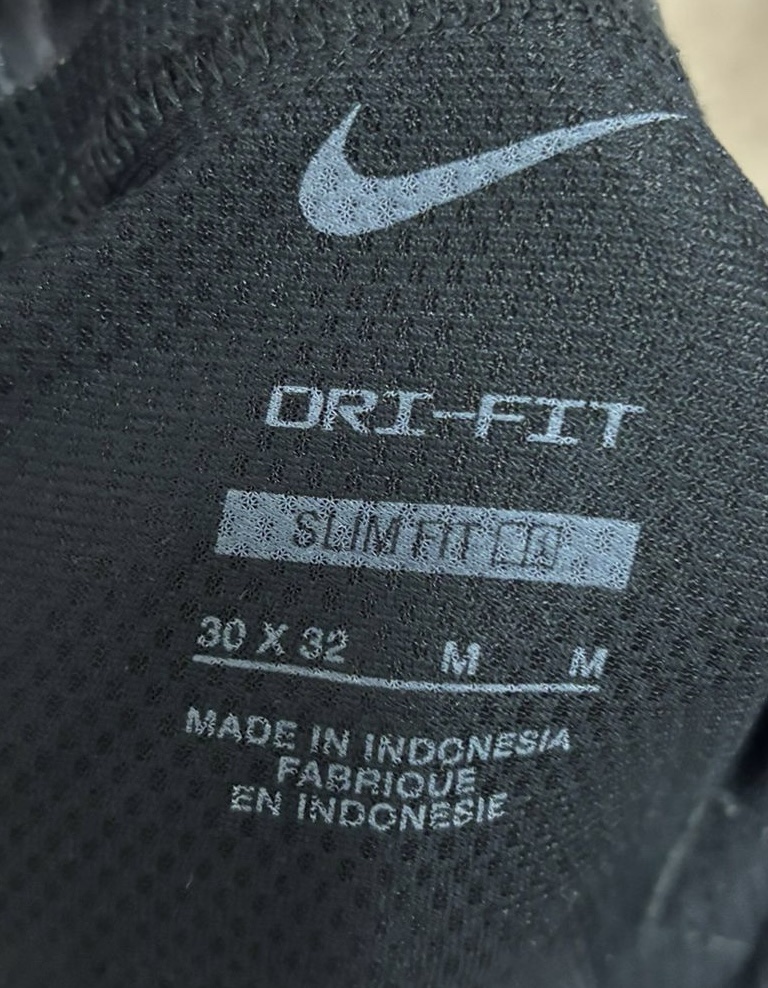 DRI-FIT
SLIM FIT
30 X 32 M M
MADE IN INDONESIA
FABRIQUE
EN INDONESIE